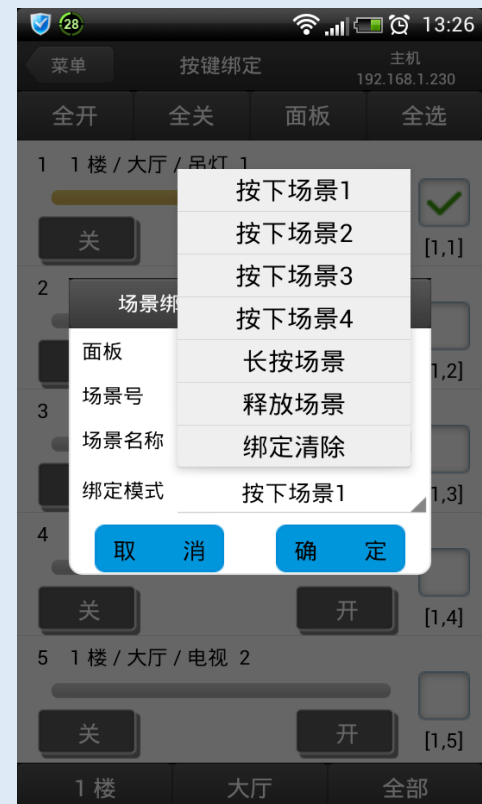 28 13:26
菜单 按键绑定 主机
192.168.1.230
全开 全关 面板 全选
1 1 楼 / 大厅 / 吊灯 1
按下场景1
关 按下场景2 [1,1]
按下场景3
2 场景绑 按下场景4
面板 长按场景 1,2]
场景号 释放场景
3
场景名称 绑定清除
绑定模式 按下场景1 1,3]
4 取 消 确 定
关 开 [1,4]
5 1 楼 / 大厅 / 电视 2
关 开 [1,5]
1 楼 大厅 全部